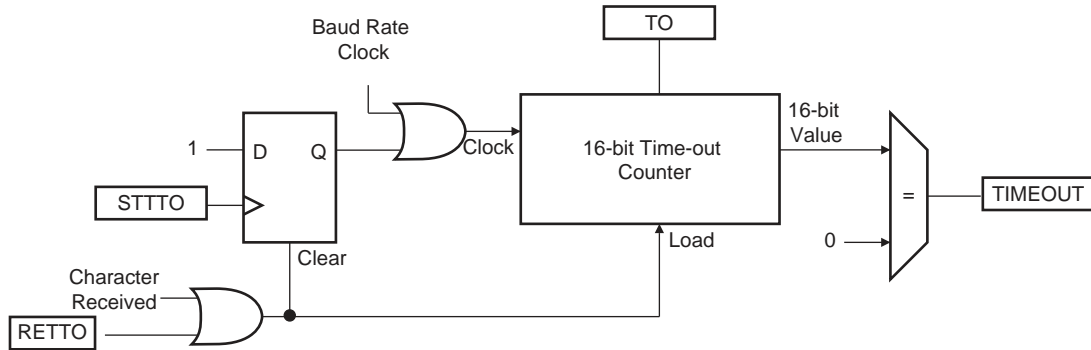 TO
Baud Rate
Clock
16-bit
Value
1
D
Q
Clock
16-bit Time-out
Counter
STTTO
=
TIMEOUT
Clear
Load
0
Character
Received
RETTO